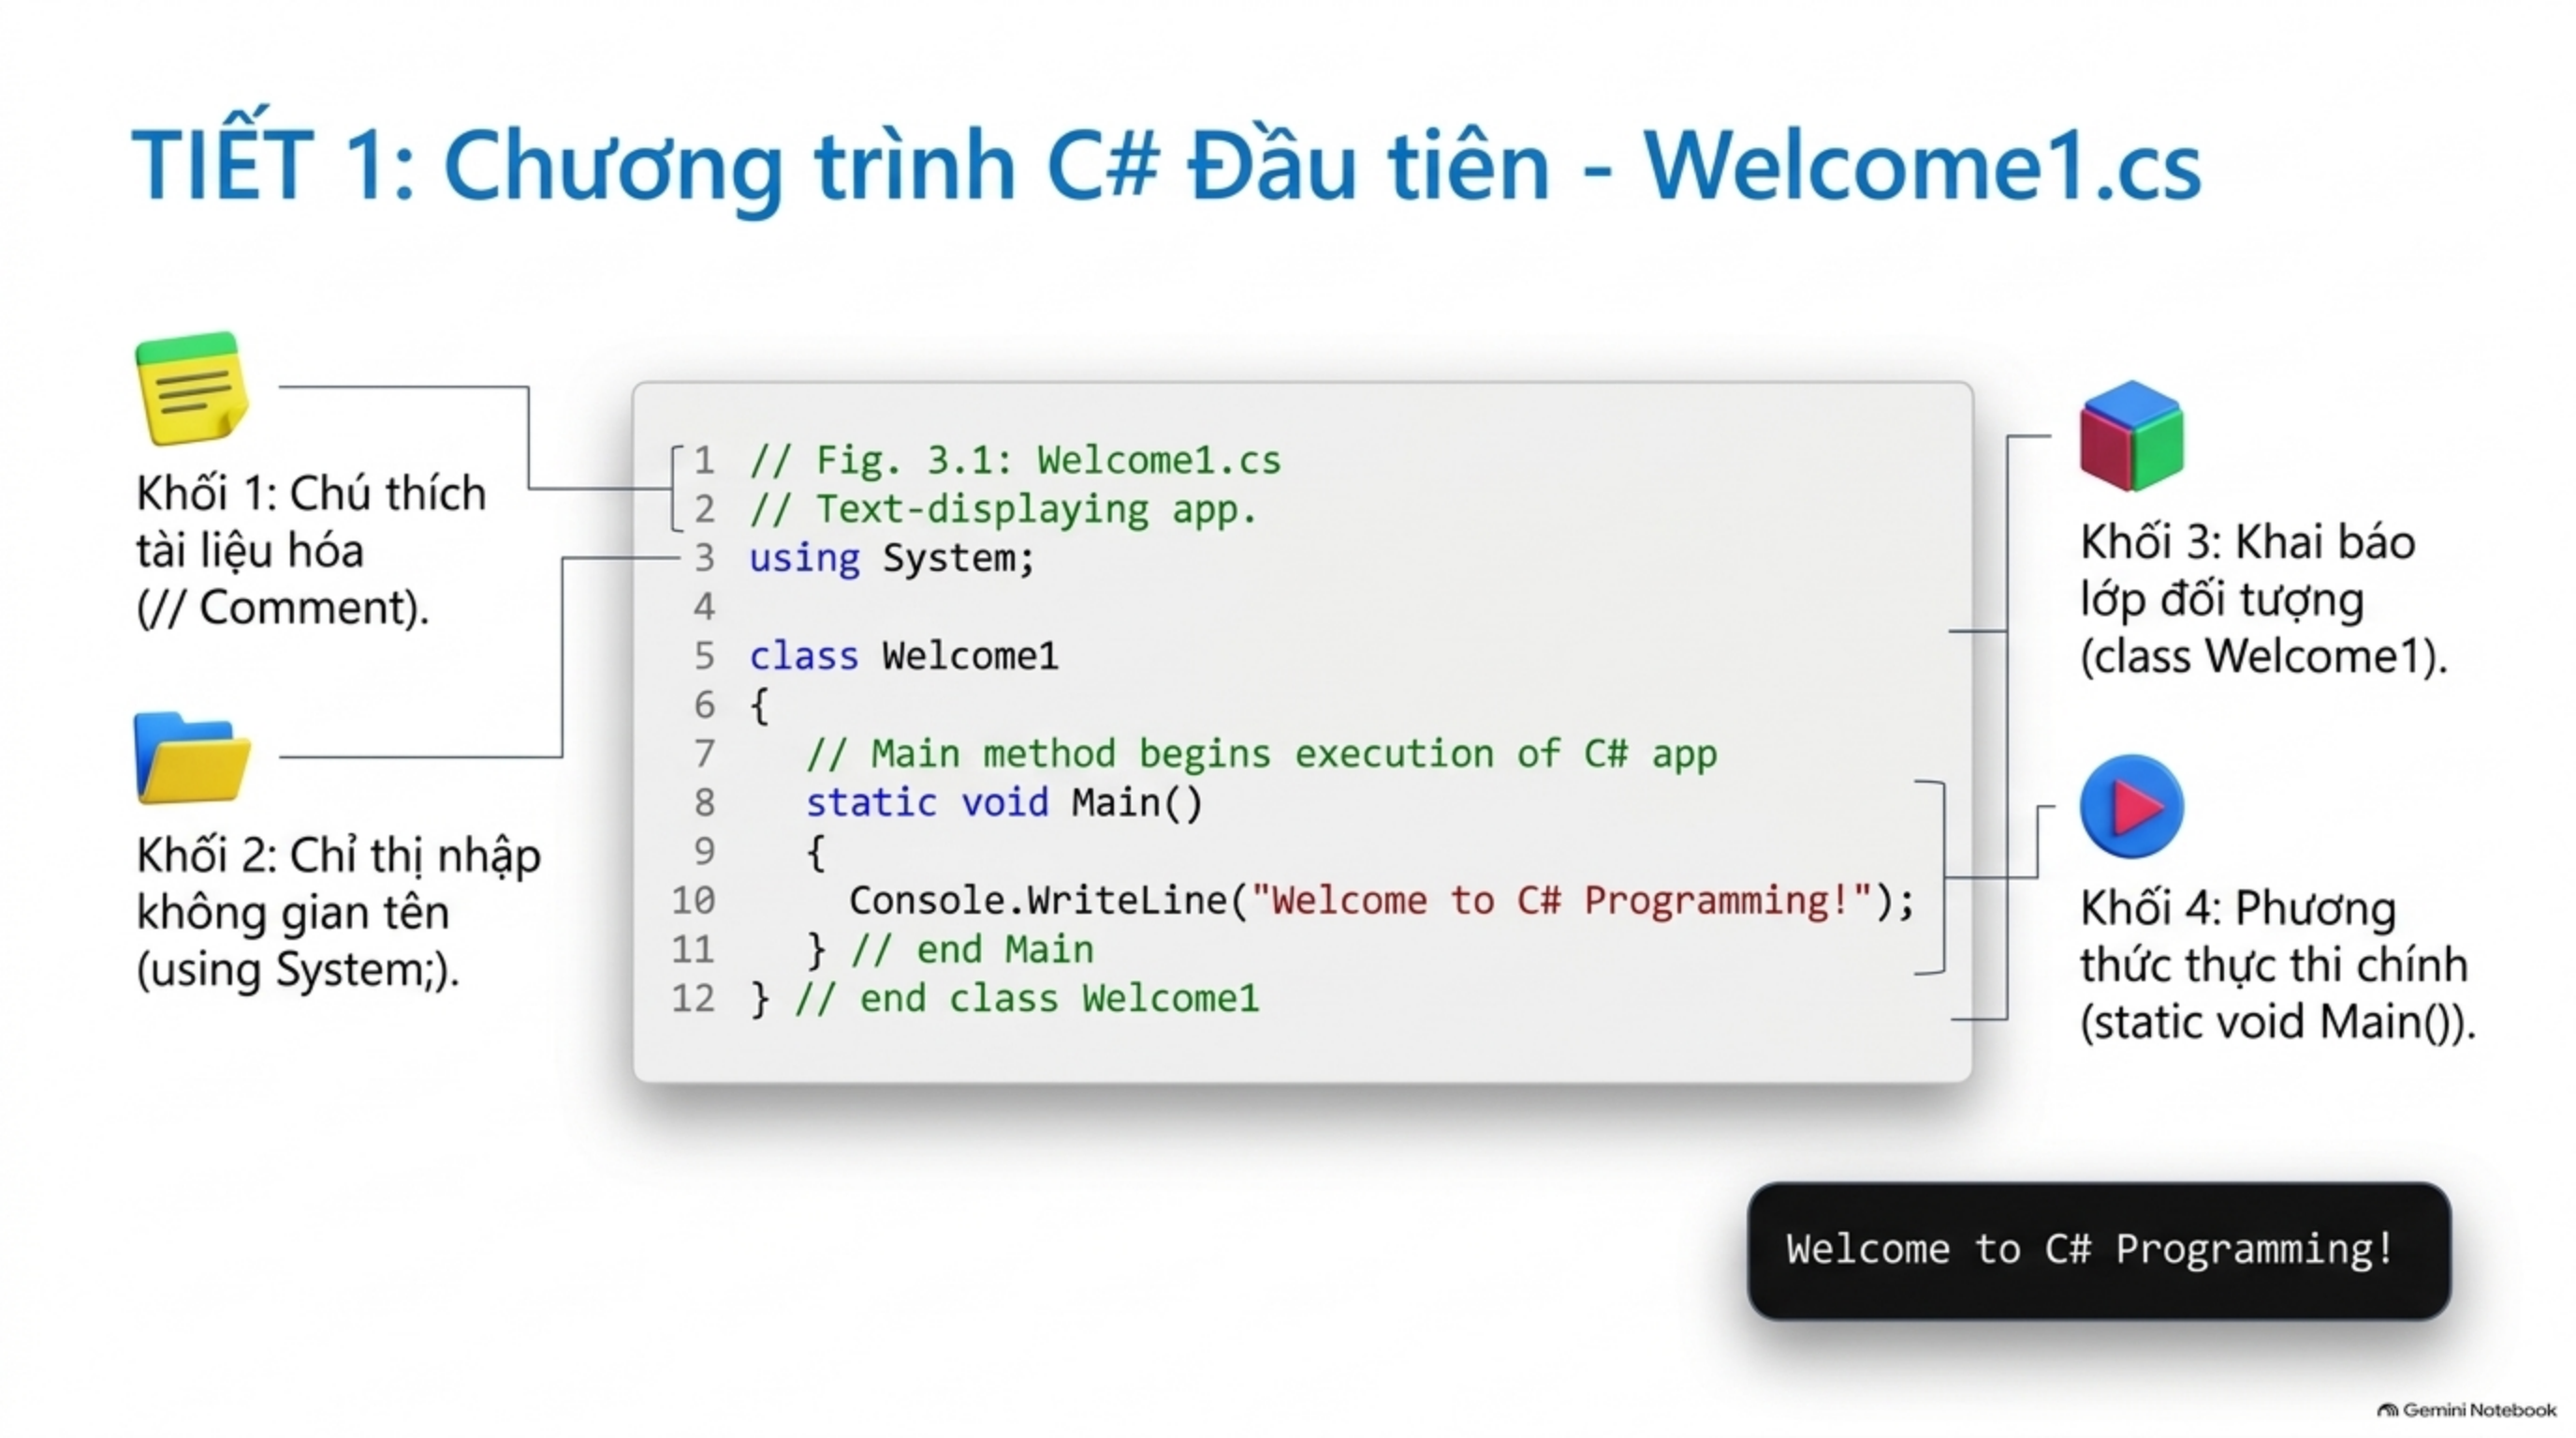 TIẾT 1: Chương trình C# Đầu tiên - Welcome1.cs
Khối 1: Chú thích
tài liệu hóa
(// Comment).
Khối 2: Chỉ thị nhập
không gian tên
(using System;).
1 // Fig. 3.1: Welcome1.cs
2 // Text-displaying app.
3 using System;
4
5 class Welcome1
6 {
7 // Main method begins execution of C# app
8 static void Main()
9 {
10 Console.WriteLine("Welcome to C# Programming!");
11 } // end Main
12 } // end class Welcome1
Khối 3: Khai báo
lớp đối tượng
(class Welcome1).
Khối 4: Phương
thức thực thi chính
(static void Main()).
Welcome to C# Programming!
Gemini Notebook